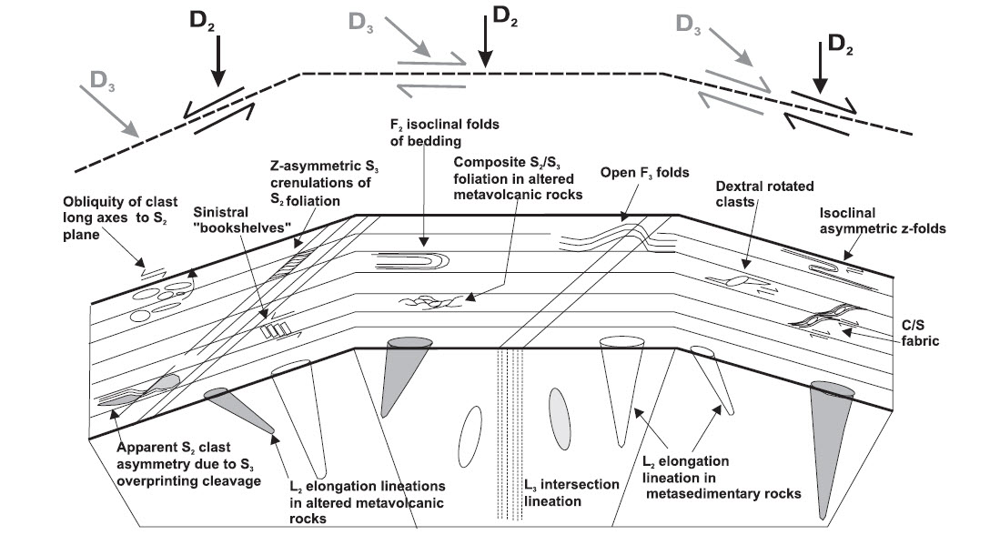 D₂
D₃
D₂
D₃
D₂
D₃
F₂ isoclinal folds
of bedding
Z-asymmetric S₃
crenulations of
S₂ foliation
Composite S₂/S₃
foliation in altered
metavolcanic rocks
Open F₃ folds
Dextral rotated
clasts
Isoclinal
asymmetric z-folds
Obliquity of clast
long axes to S₂
plane
Sinistral
"bookshelves"
C/S
fabric
Apparent S₂ clast
asymmetry due to S₃
overprinting cleavage
L₂ elongation lineations
in altered metavolcanic
rocks
L₃ intersection
lineation
L₂ elongation
lineation in
metasedimentary rocks